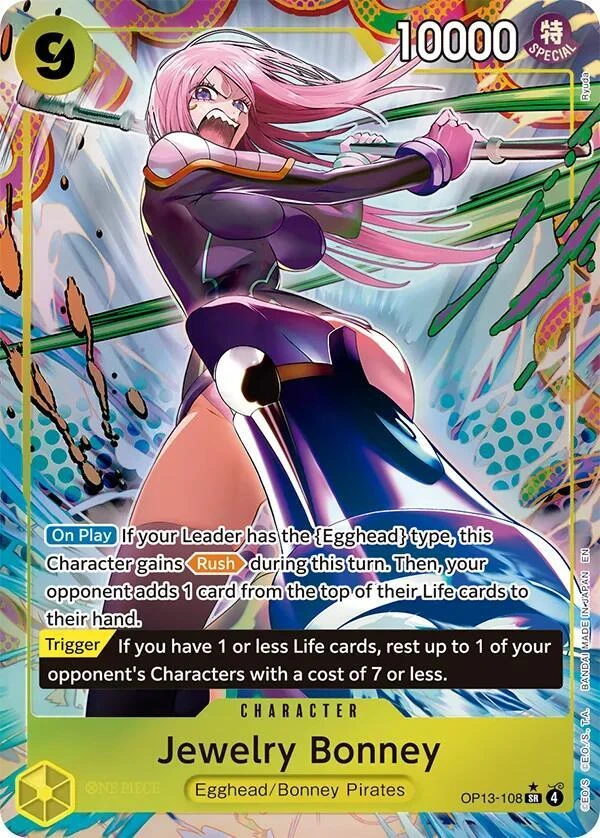 9
10000
特
SPECIAL
Ryuda
On Play If your Leader has the {Egghead} type, this
Character gains Rush during this turn. Then, your
opponent adds 1 card from the top of their Life cards to
their hand.
Trigger If you have 1 or less Life cards, rest up to 1 of your
opponent's Characters with a cost of 7 or less.
CHARACTER
Jewelry Bonney
ONE PIECE
Egghead/Bonney Pirates
OP13-108 SR ★ 4
©E.O/S. ©E.O./S., T.A. BANDAI MADE IN JAPAN EN